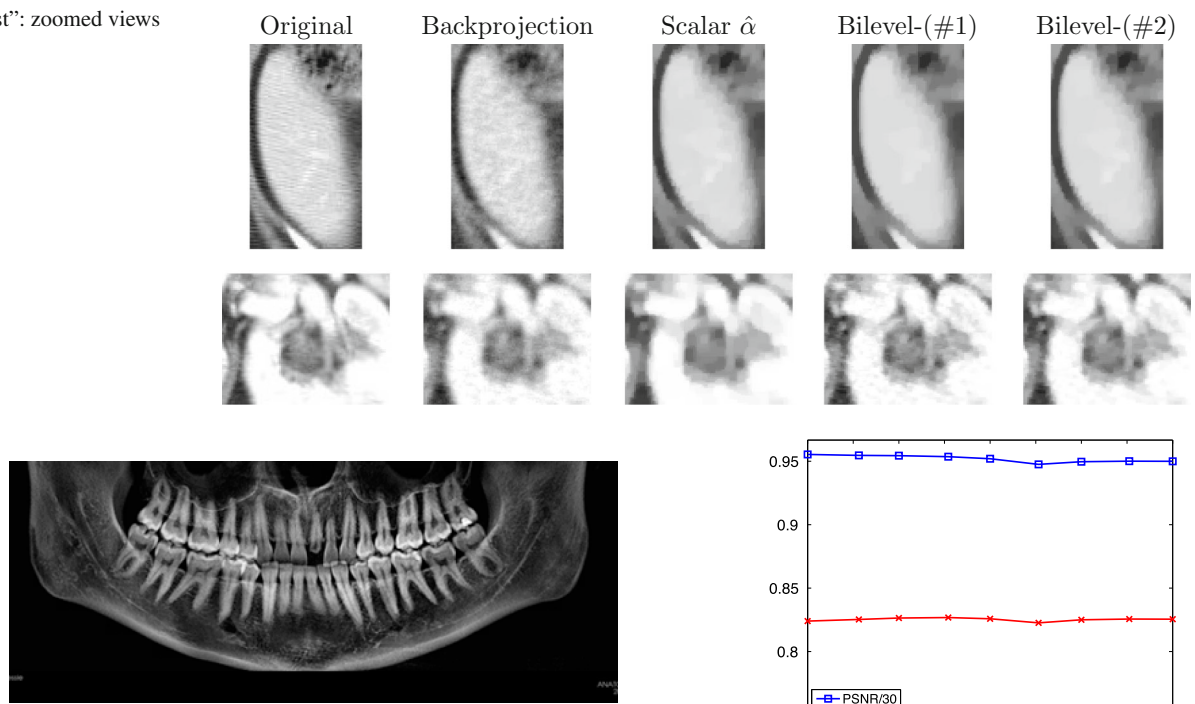 st”: zoomed views
Original Backprojection Scalar α̂ Bilevel-(#1) Bilevel-(#2)
0.95
0.9
0.85
0.8
PSNR/30